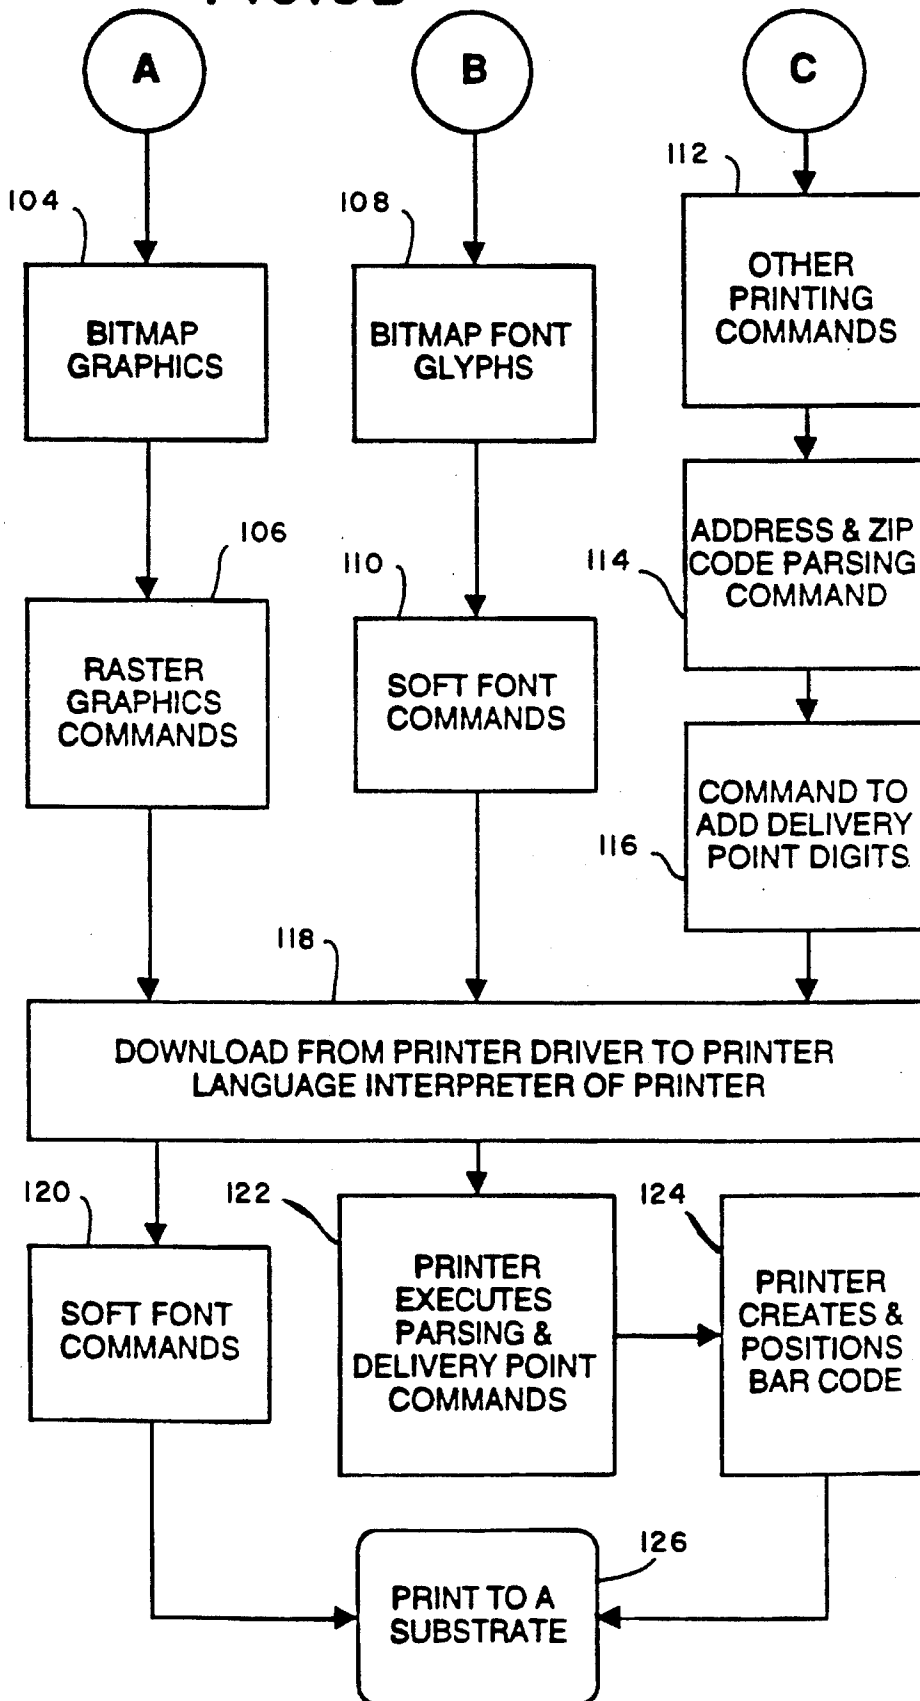 A
B
C
104
108
112
BITMAP
GRAPHICS
BITMAP FONT
GLYPHS
OTHER
PRINTING
COMMANDS
106
110
114
ADDRESS & ZIP
CODE PARSING
COMMAND
RASTER
GRAPHICS
COMMANDS
SOFT FONT
COMMANDS
116
COMMAND TO
ADD DELIVERY
POINT DIGITS
118
DOWNLOAD FROM PRINTER DRIVER TO PRINTER
LANGUAGE INTERPRETER OF PRINTER
120
122
124
SOFT FONT
COMMANDS
PRINTER
EXECUTES
PARSING &
DELIVERY POINT
COMMANDS
PRINTER
CREATES &
POSITIONS
BAR CODE
126
PRINT TO A
SUBSTRATE